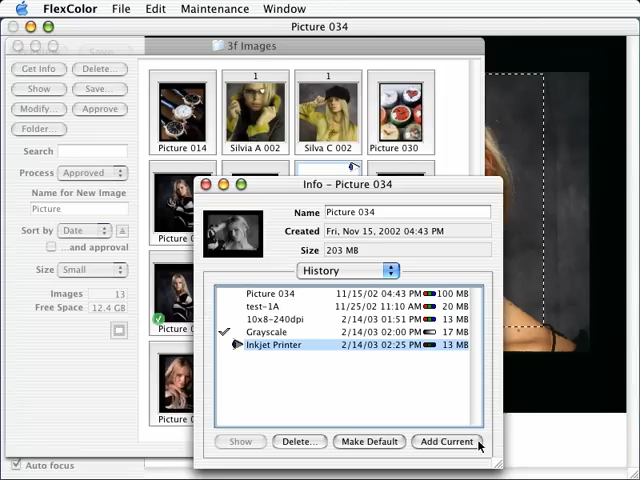 FlexColor File Edit Maintenance Window
Picture 034
3f Images
Get Info Delete...
Show Save...
Modify... Approve
Folder...
Search
Process Approved
Name for New Image
Picture
Sort by Date
...and approval
Size Small
Images 13
Free Space 12.4 GB
Auto focus
1 1
Picture 014 Silvia A 002 Silva C 002 Picture 030
Pictu
Pictu
Pictu
Info - Picture 034
Name Picture 034
Created Fri, Nov 15, 2002 04:43 PM
Size 203 MB
History
Picture 034 11/15/02 04:43 PM 100 MB
test-1A 11/25/02 11:10 AM 20 MB
10x8-240dpi 2/14/03 01:51 PM 13 MB
Grayscale 2/14/03 02:00 PM 17 MB
Inkjet Printer 2/14/03 02:25 PM 13 MB
Show Delete... Make Default Add Current